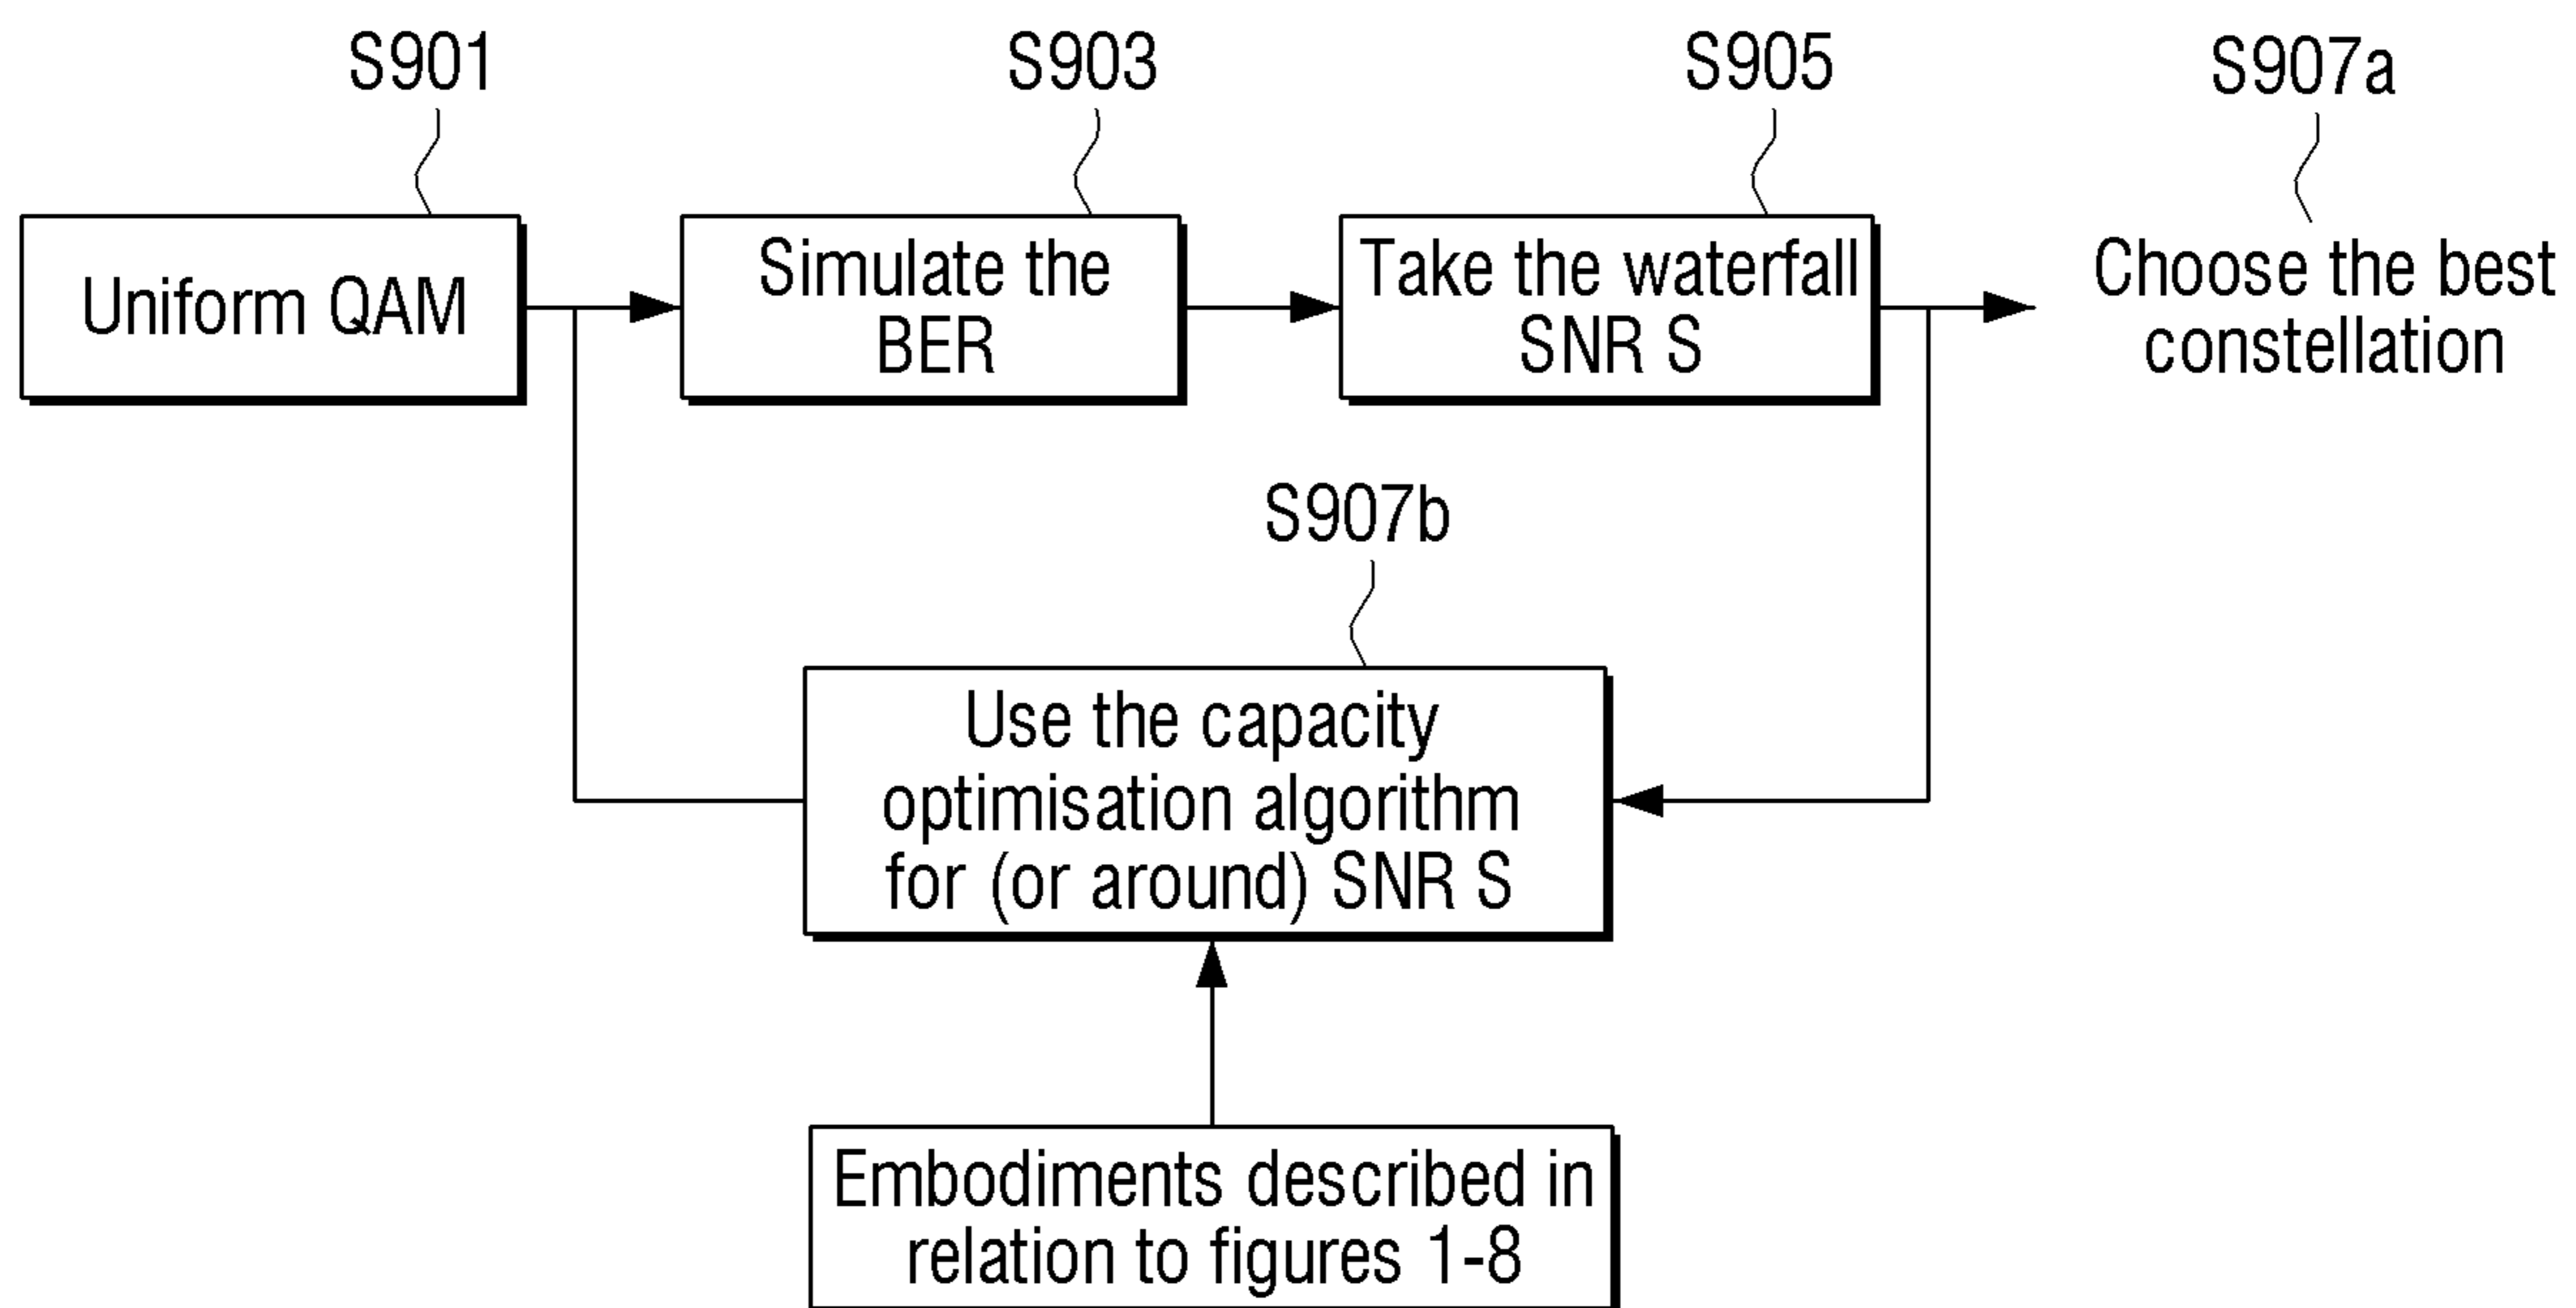 S901
S903
S905
S907a
Uniform QAM
Simulate the
BER
Take the waterfall
SNR S
Choose the best
constellation
S907b
Use the capacity
optimisation algorithm
for (or around) SNR S
Embodiments described in
relation to figures 1-8